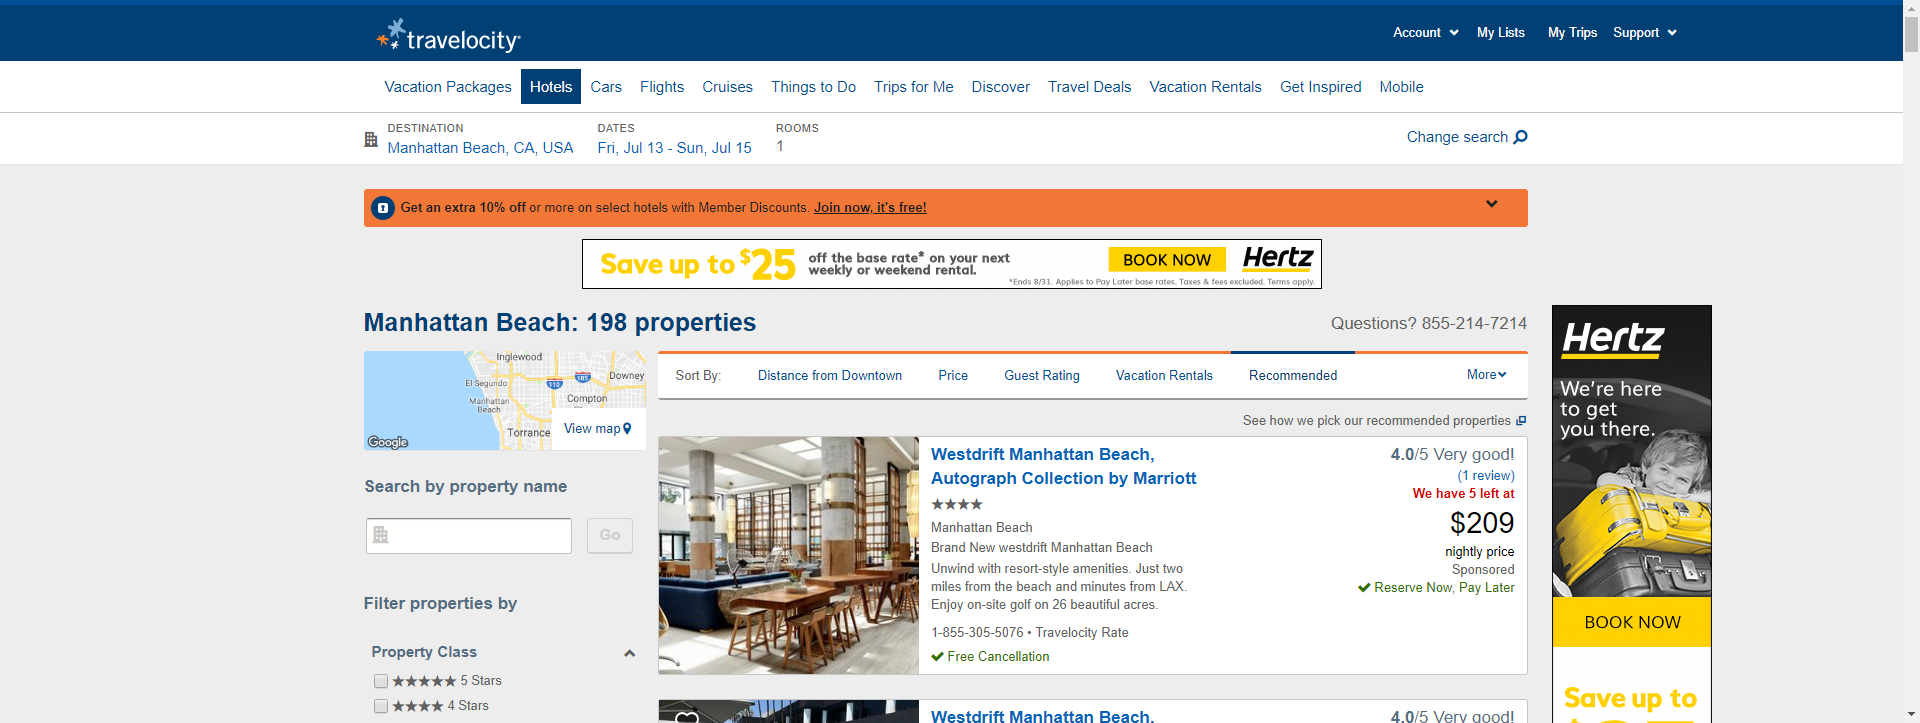 travelocity
Account
My Lists
My Trips
Support
Vacation Packages
Hotels
Cars
Flights
Cruises
Things to Do
Trips for Me
Discover
Travel Deals
Vacation Rentals
Get Inspired
Mobile
DESTINATION
Manhattan Beach, CA, USA
DATES
Fri, Jul 13 - Sun, Jul 15
ROOMS
1
Change search
Get an extra 10% off or more on select hotels with Member Discounts. Join now, it's free!
Save up to $25
off the base rate* on your next
weekly or weekend rental.
BOOK NOW
Hertz
*Ends 8/31. Applies to Pay Later base rates. Taxes & fees excluded. Terms apply.
Manhattan Beach: 198 properties
Questions? 855-214-7214
Inglewood
El Segundo
110
105
Downey
Manhattan
Beach
Compton
Torrance
Google
View map
Search by property name
Go
Filter properties by
Property Class
5 Stars
4 Stars
Sort By:
Distance from Downtown
Price
Guest Rating
Vacation Rentals
Recommended
More
See how we pick our recommended properties
Westdrift Manhattan Beach,
Autograph Collection by Marriott
Manhattan Beach
Brand New westdrift Manhattan Beach
Unwind with resort-style amenities. Just two
miles from the beach and minutes from LAX.
Enjoy on-site golf on 26 beautiful acres.
1-855-305-5076 • Travelocity Rate
Free Cancellation
4.0/5 Very good!
(1 review)
We have 5 left at
$209
nightly price
Sponsored
Reserve Now, Pay Later
Westdrift Manhattan Beach,
4.0/5 Very good!
Hertz
We're here
to get
you there.
BOOK NOW
Save up to